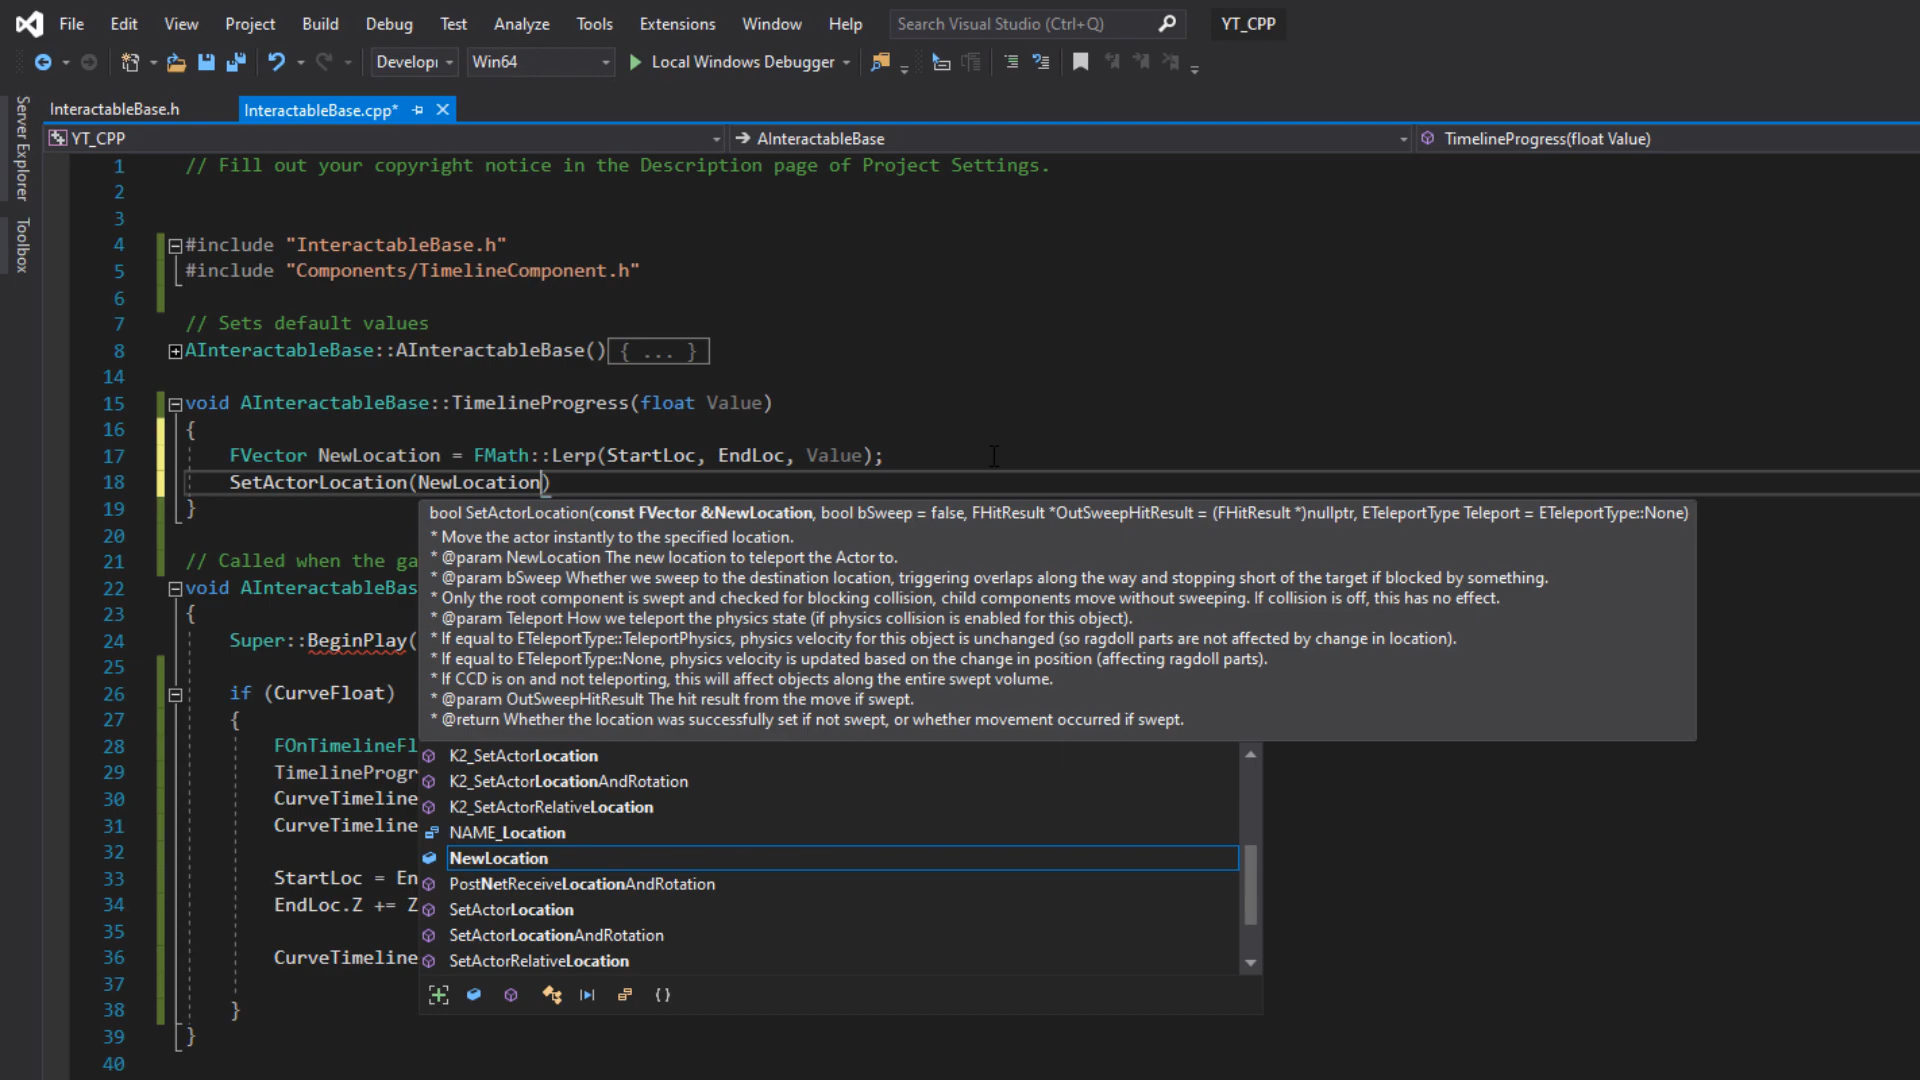 File Edit View Project Build Debug Test Analyze Tools Extensions Window Help Search Visual Studio (Ctrl+Q) YT_CPP
Develop Win64 Local Windows Debugger
Server Explorer
Toolbox
InteractableBase.h InteractableBase.cpp*
YT_CPP AInteractableBase TimelineProgress(float Value)
1 // Fill out your copyright notice in the Description page of Project Settings.
2
3
4 #include "InteractableBase.h"
5 #include "Components/TimelineComponent.h"
6
7 // Sets default values
8 AInteractableBase::AInteractableBase(){ ... }
14
15 void AInteractableBase::TimelineProgress(float Value)
16 {
17 FVector NewLocation = FMath::Lerp(StartLoc, EndLoc, Value);
18 SetActorLocation(NewLocation)
19 }
bool SetActorLocation(const FVector &NewLocation, bool bSweep = false, FHitResult *OutSweepHitResult = (FHitResult *)nullptr, ETeleportType Teleport = ETeleportType::None)
* Move the actor instantly to the specified location.
* @param NewLocation The new location to teleport the Actor to.
* @param bSweep Whether we sweep to the destination location, triggering overlaps along the way and stopping short of the target if blocked by something.
* Only the root component is swept and checked for blocking collision, child components move without sweeping. If collision is off, this has no effect.
* @param Teleport How we teleport the physics state (if physics collision is enabled for this object).
* If equal to ETeleportType::TeleportPhysics, physics velocity for this object is unchanged (so ragdoll parts are not affected by change in location).
* If equal to ETeleportType::None, physics velocity is updated based on the change in position (affecting ragdoll parts).
* If CCD is on and not teleporting, this will affect objects along the entire swept volume.
* @param OutSweepHitResult The hit result from the move if swept.
* @return Whether the location was successfully set if not swept, or whether movement occurred if swept.
K2_SetActorLocation
K2_SetActorLocationAndRotation
K2_SetActorRelativeLocation
NAME_Location
NewLocation
PostNetReceiveLocationAndRotation
SetActorLocation
SetActorLocationAndRotation
SetActorRelativeLocation
20
21 // Called when the ga
22 void AInteractableBas
23 {
24 Super::BeginPlay(
25
26 if (CurveFloat)
27 {
28 FOnTimelineFl
29 TimelineProgr
30 CurveTimeline
31 CurveTimeline
32
33 StartLoc = En
34 EndLoc.Z += Z
35
36 CurveTimeline
37
38 }
39 }
40